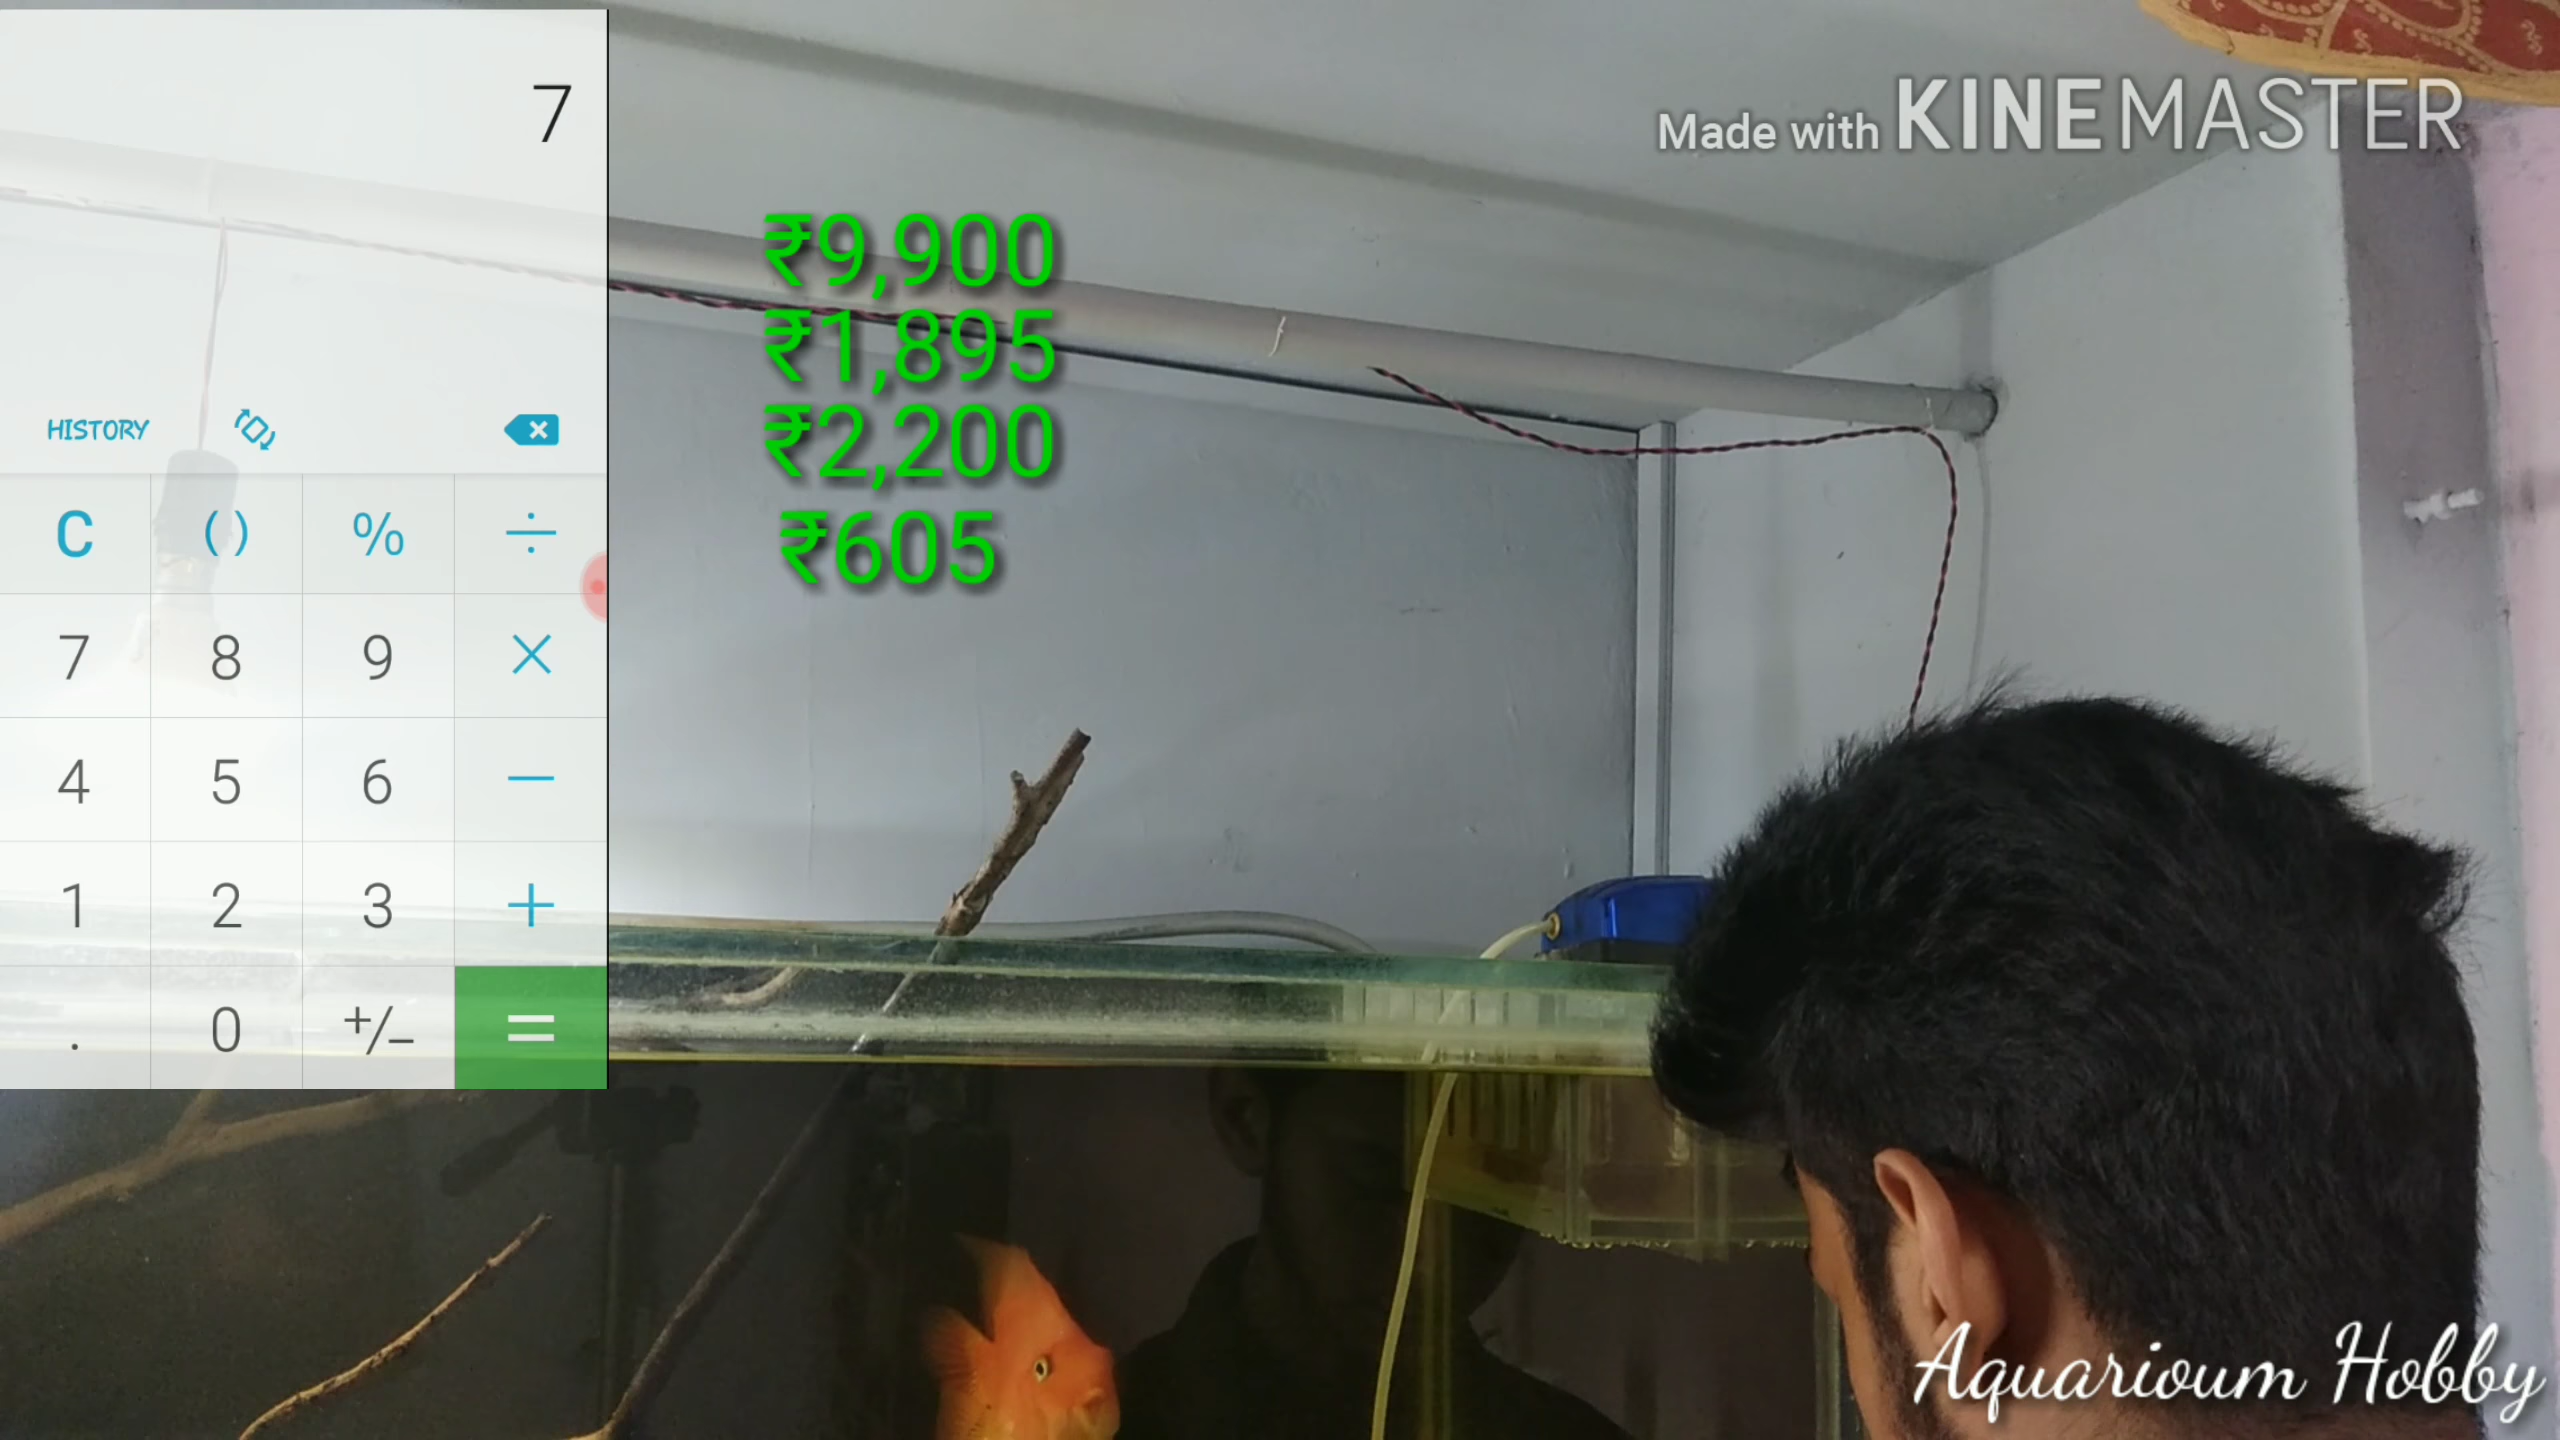 7
Made with KINEMASTER
₹9,900
₹1,895
₹2,200
₹605
HISTORY
C () % ÷
7 8 9 ×
4 5 6 −
1 2 3 +
. 0 +/− =
Aquarioum Hobby